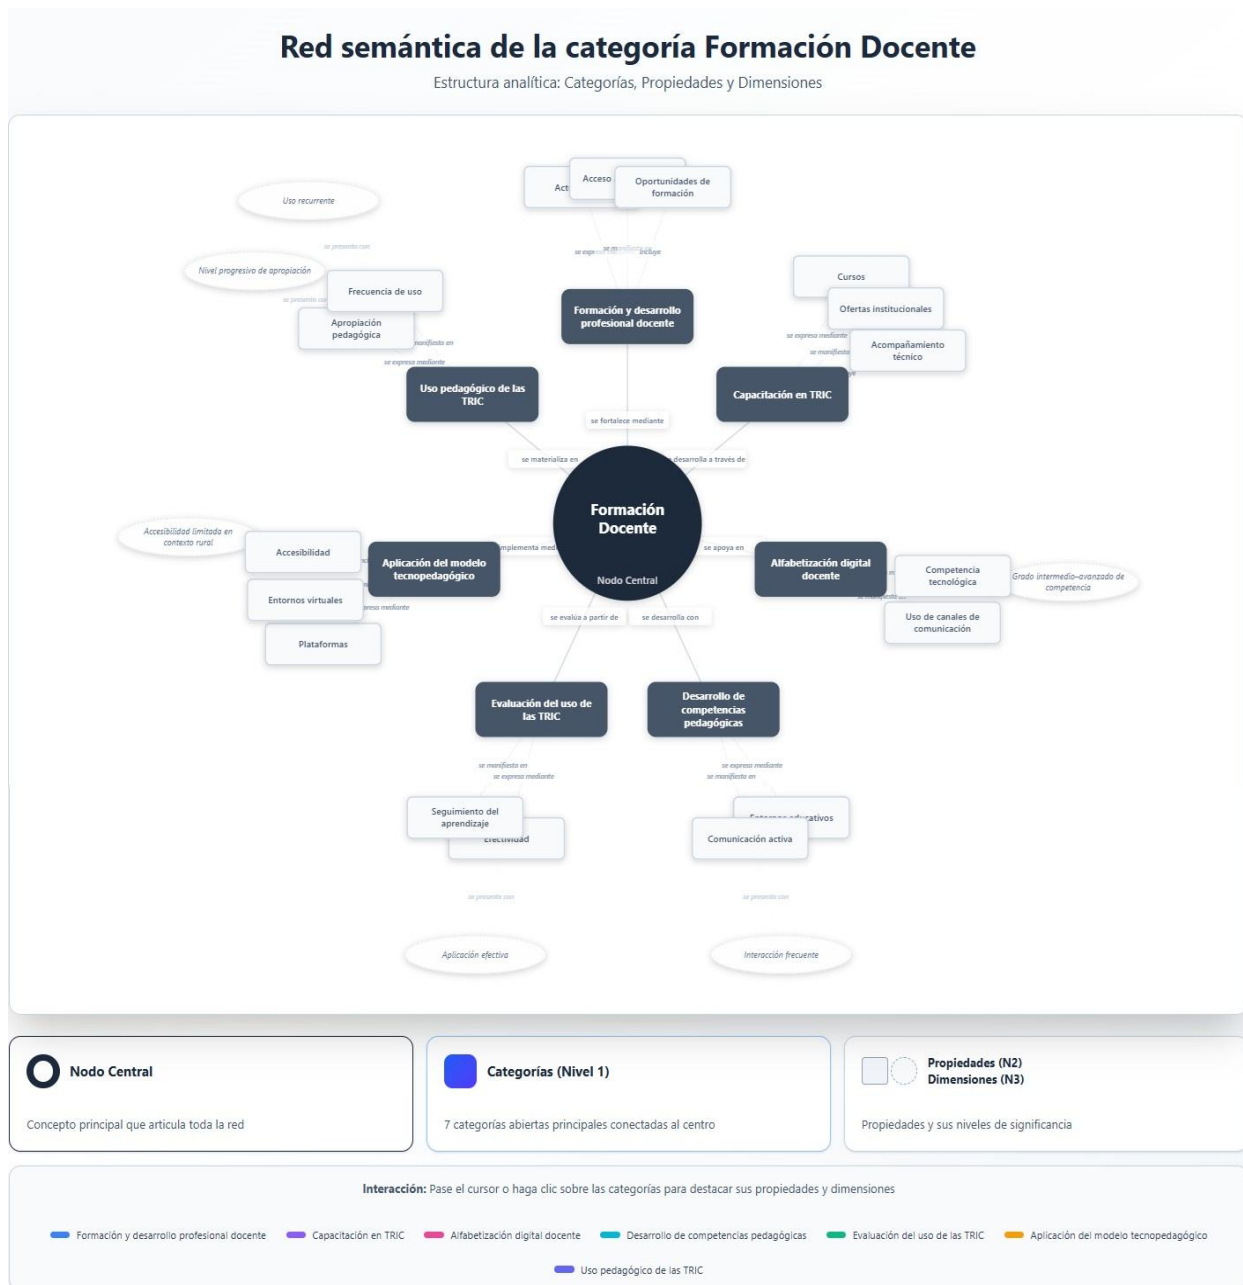 Red semántica de la categoría Formación Docente
Estructura analítica: Categorías, Propiedades y Dimensiones
Acceso
Oportunidades de
formación
Uso recurrente
se presenta con
incluye
Nivel progresivo de apropiación
Cursos
Frecuencia de uso
Ofertas institucionales
Formación y desarrollo
profesional docente
Apropiación
pedagógica
se expresa mediante
Acompañamiento
técnico
se expresa mediante
Uso pedagógico de las
TRIC
Capacitación en TRIC
se fortalece mediante
se materializa en
desarrolla a través de
Formación
Docente
Nodo Central
Accesibilidad limitada en
contexto rural
Accesibilidad
Aplicación del modelo
tecnopedagógico
se apoya en
Alfabetización digital
docente
Competencia
tecnológica
Grado intermedio–avanzado de
competencia
Entornos virtuales
Plataformas
Uso de canales de
comunicación
se evalúa a partir de
se desarrolla con
Evaluación del uso de
las TRIC
Desarrollo de
competencias
pedagógicas
se manifiesta en
se expresa mediante
se expresa mediante
se manifiesta en
Seguimiento del
aprendizaje
Efectividad
Comunicación activa
se presenta con
se presenta con
Aplicación efectiva
Interacción frecuente
Nodo Central
Concepto principal que articula toda la red
Categorías (Nivel 1)
7 categorías abiertas principales conectadas al centro
Propiedades (N2)
Dimensiones (N3)
Propiedades y sus niveles de significancia
Interacción: Pase el cursor o haga clic sobre las categorías para destacar sus propiedades y dimensiones
Formación y desarrollo profesional docente
Capacitación en TRIC
Alfabetización digital docente
Desarrollo de competencias pedagógicas
Evaluación del uso de las TRIC
Aplicación del modelo tecnopedagógico
Uso pedagógico de las TRIC